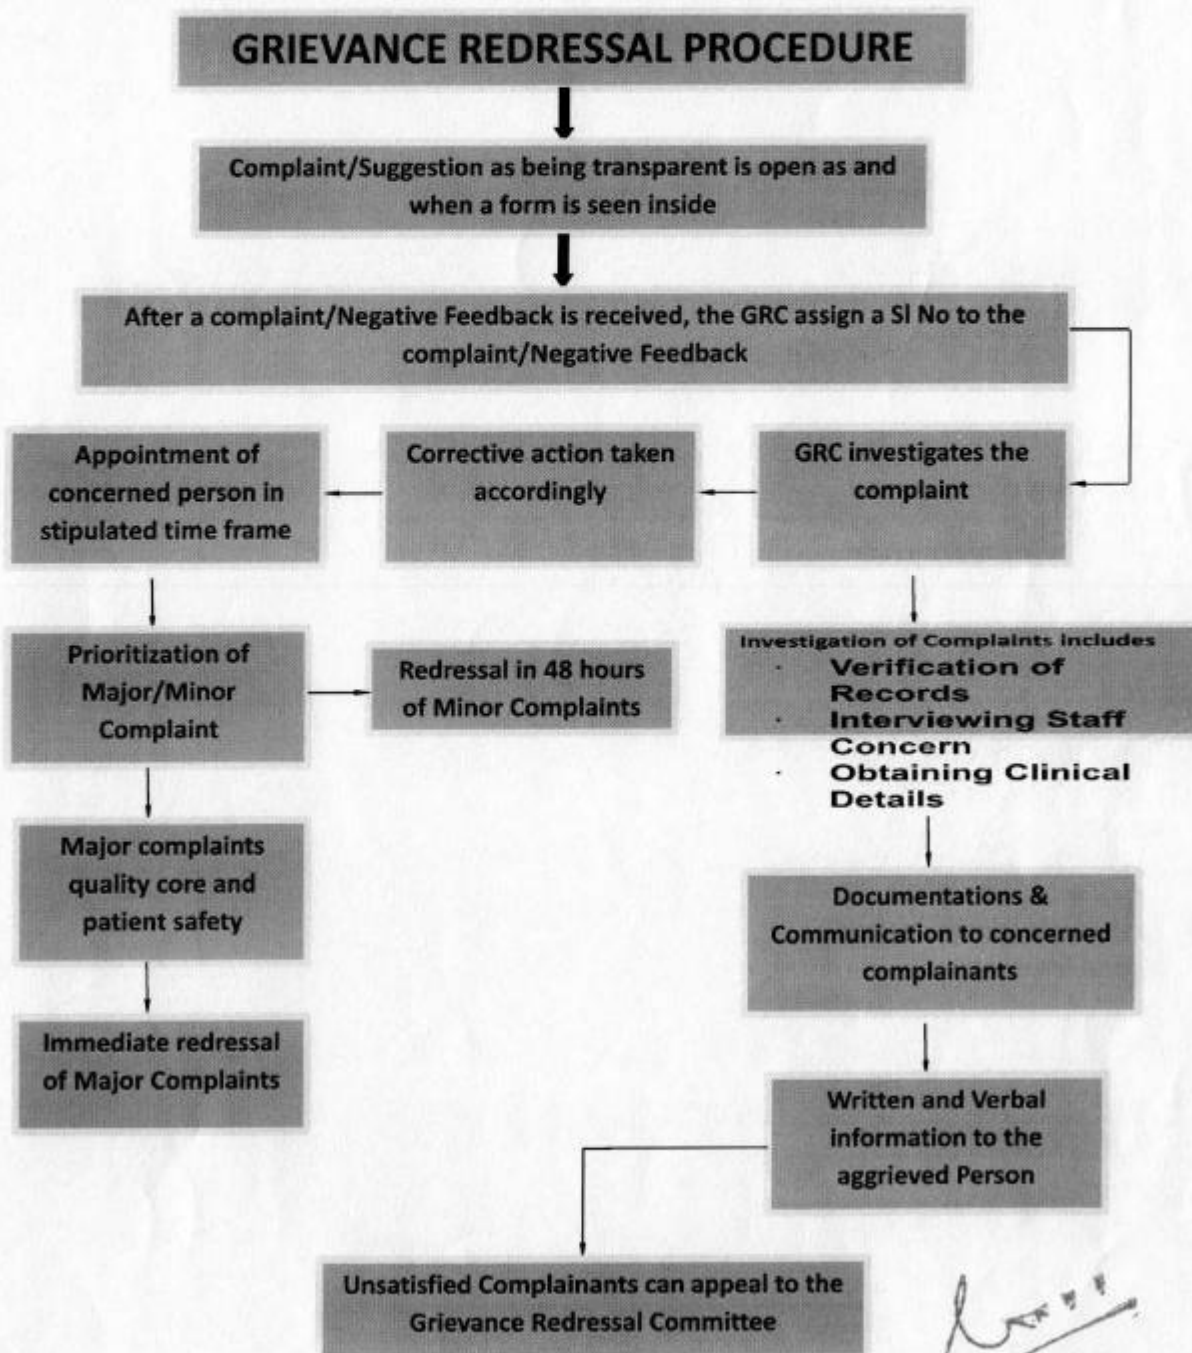 GRIEVANCE REDRESSAL PROCEDURE
Complaint/Suggestion as being transparent is open as and
when a form is seen inside
After a complaint/Negative Feedback is received, the GRC assign a Sl No to the
complaint/Negative Feedback
Appointment of
concerned person in
stipulated time frame
Corrective action taken
accordingly
GRC investigates the
complaint
Prioritization of
Major/Minor
Complaint
Redressal in 48 hours
of Minor Complaints
Investigation of Complaints Includes
· Verification of
Records
· Interviewing Staff
Concern
· Obtaining Clinical
Details
Major complaints
quality core and
patient safety
Documentations &
Communication to concerned
complainants
Immediate redressal
of Major Complaints
Written and Verbal
information to the
aggrieved Person
Unsatisfied Complainants can appeal to the
Grievance Redressal Committee